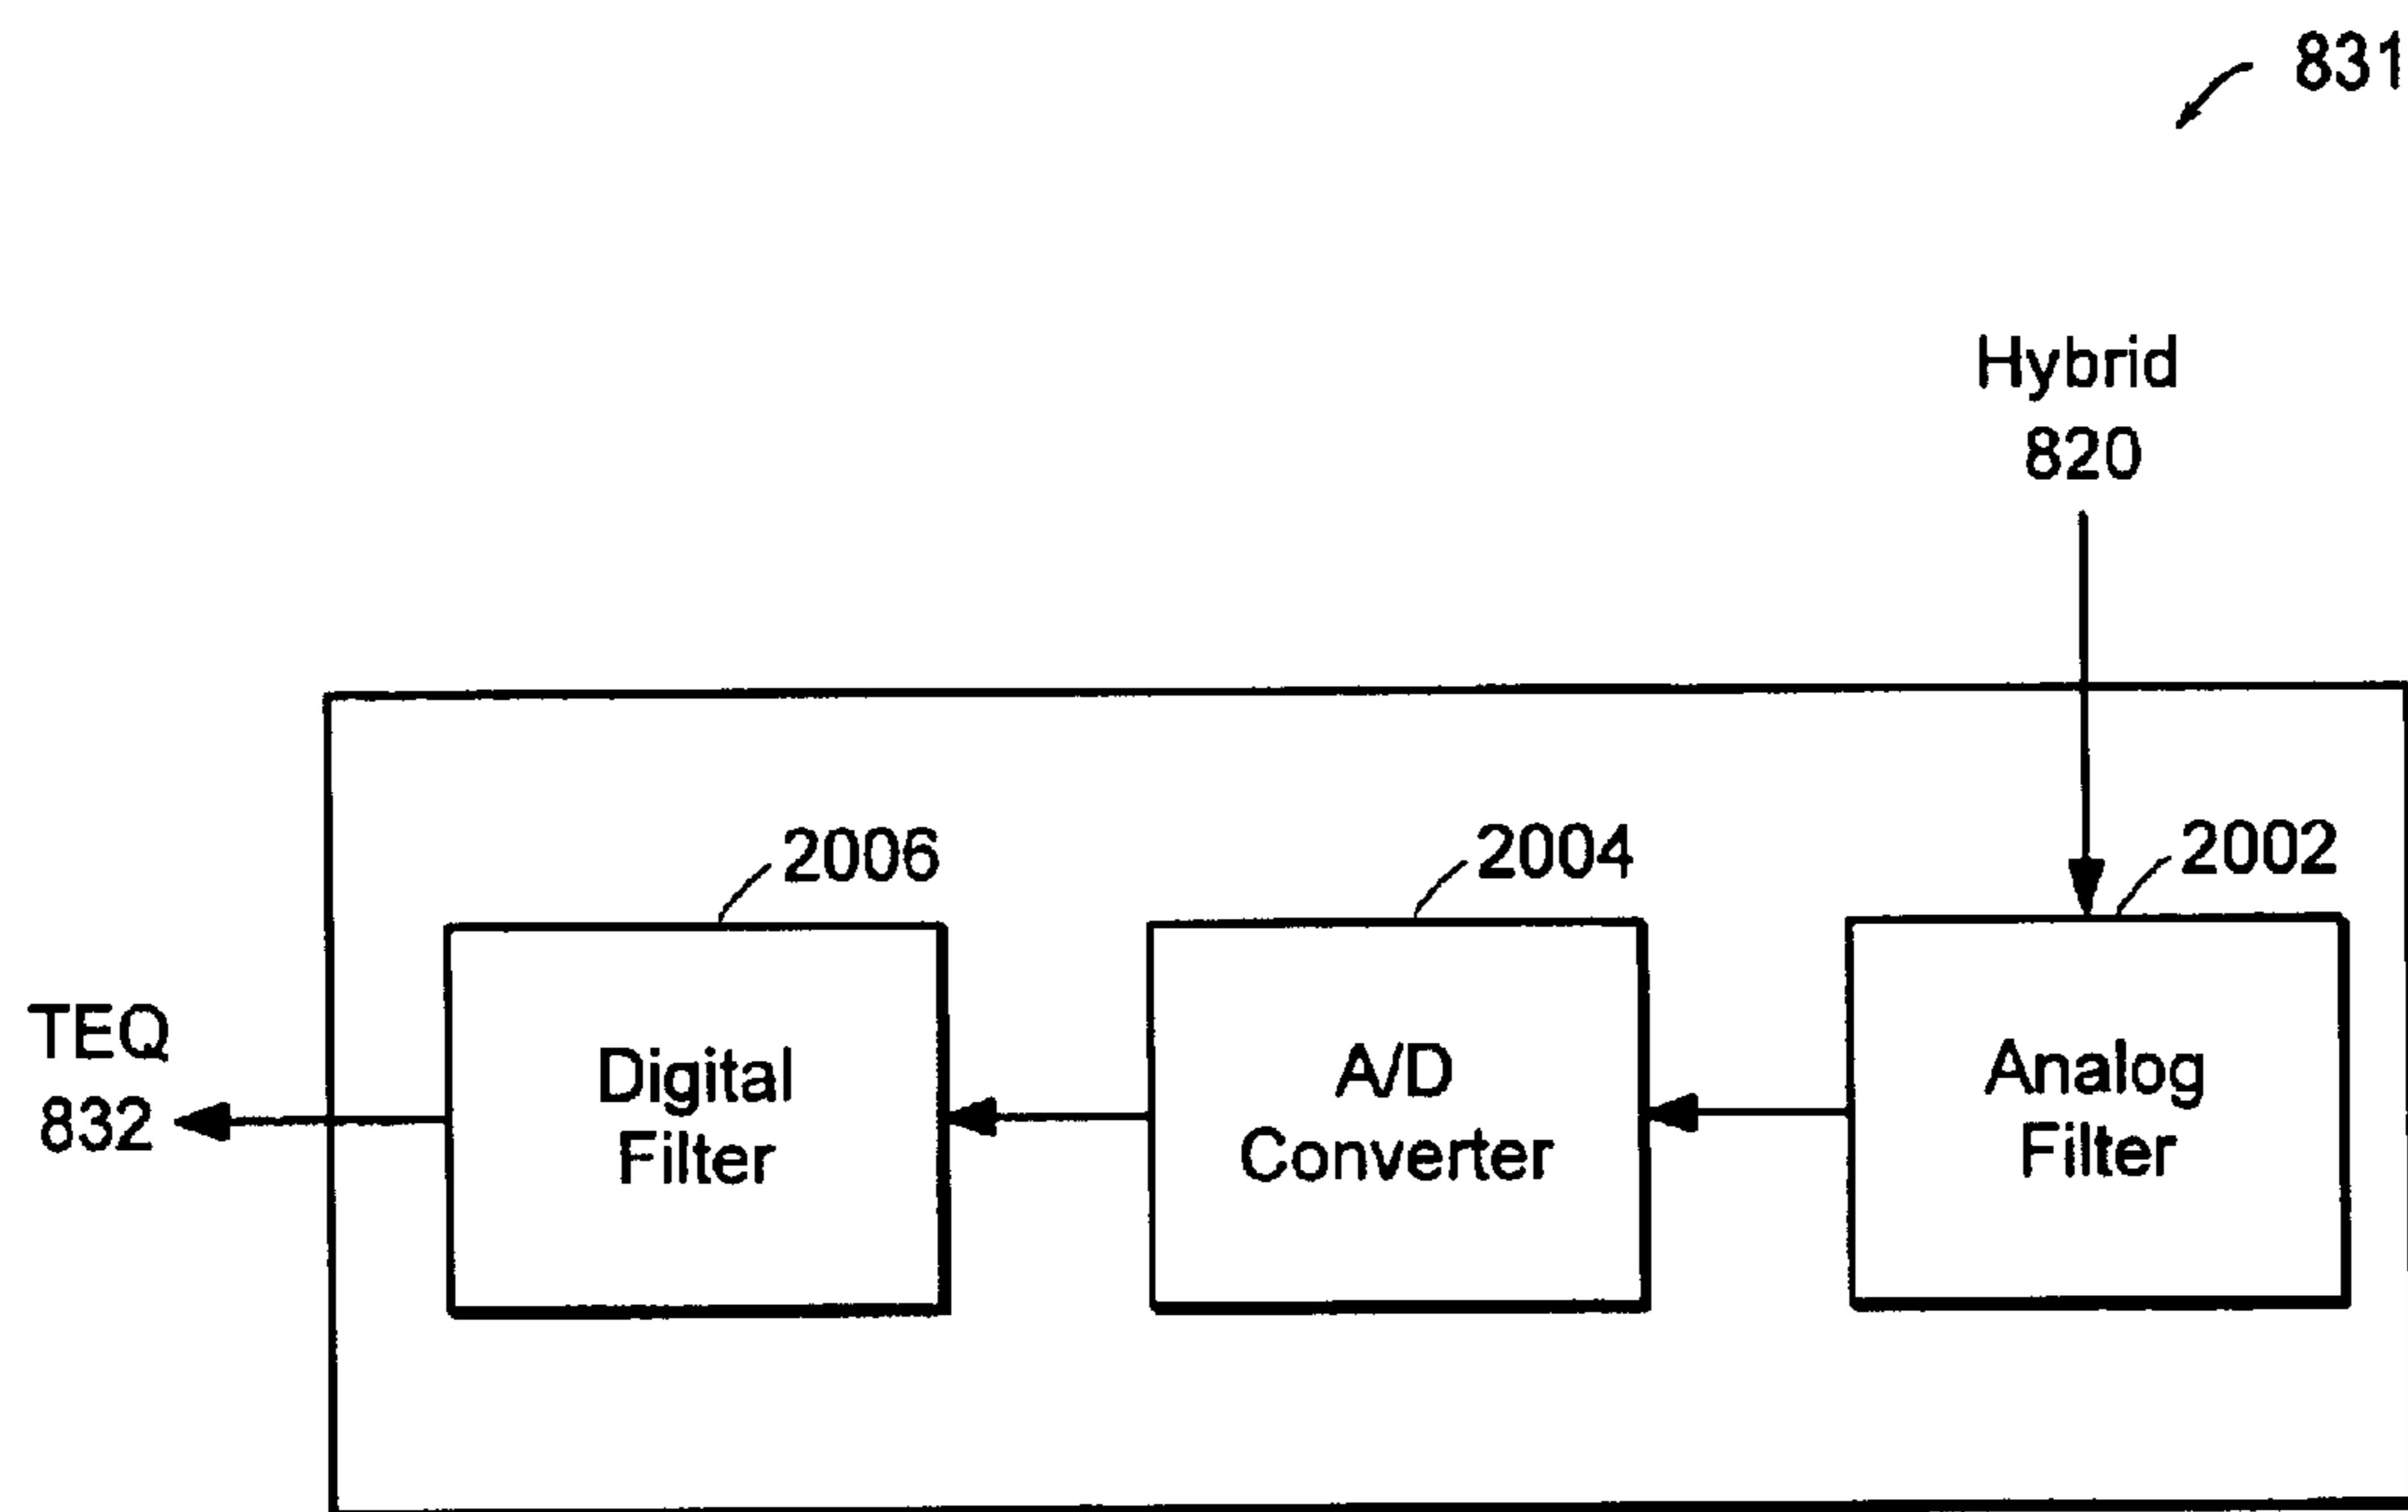 831
Hybrid
820
2006
2004
2002
TEQ
832
Digital
Filter
A/D
Converter
Analog
Filter